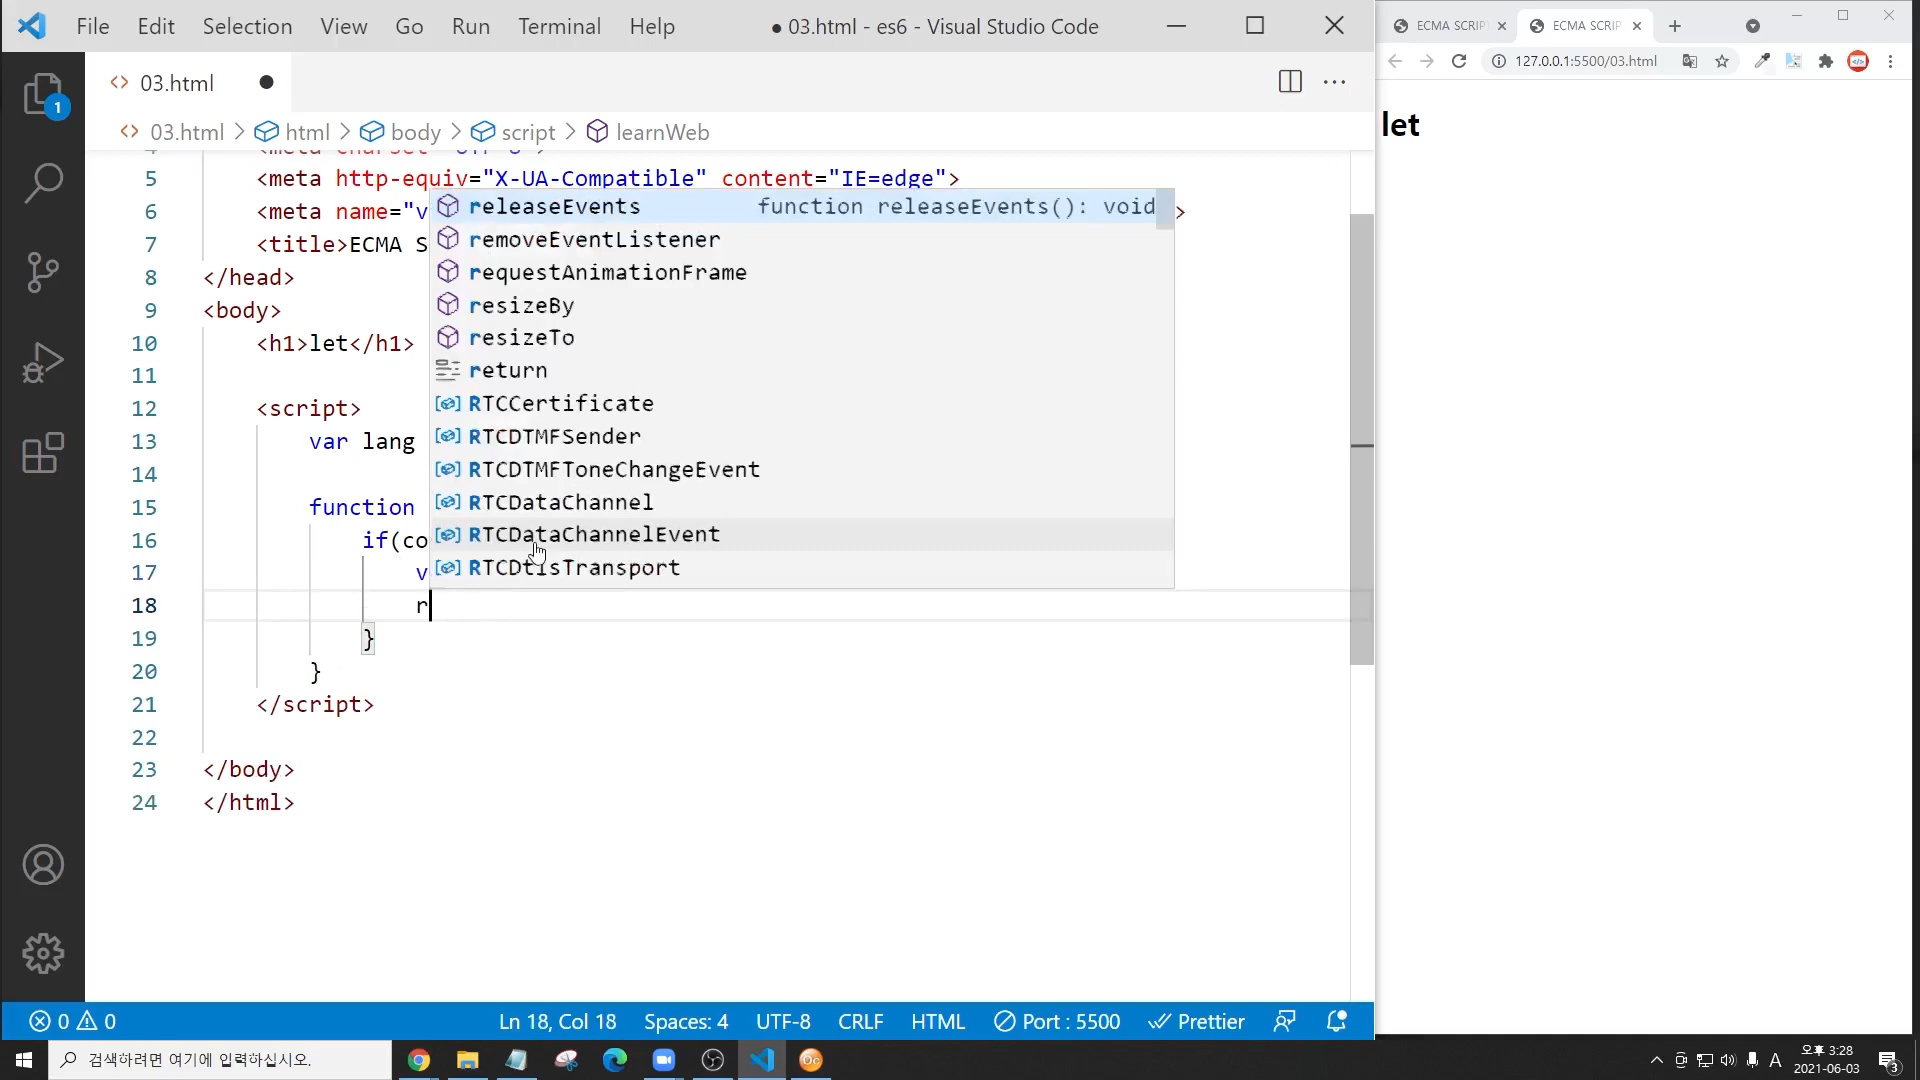 File Edit Selection View Go Run Terminal Help ● 03.html - es6 - Visual Studio Code
03.html
03.html > html > body > script > learnWeb
5 <meta http-equiv="X-UA-Compatible" content="IE=edge">
6 <meta name="v >
7 <title>ECMA S
8 </head>
9 <body>
10 <h1>let</h1>
11
12 <script>
13 var lang
14
15 function
16 if(co
17 v
18 r
19 }
20 }
21 </script>
22
23 </body>
24 </html>
releaseEvents function releaseEvents(): void
removeEventListener
requestAnimationFrame
resizeBy
resizeTo
return
RTCCertificate
RTCDTMFSender
RTCDTMFToneChangeEvent
RTCDataChannel
RTCDataChannelEvent
RTCDtlsTransport
1
0 0 Ln 18, Col 18 Spaces: 4 UTF-8 CRLF HTML Port : 5500 Prettier
ECMA SCRIP ECMA SCRIP
127.0.0.1:5500/03.html
let
검색하려면 여기에 입력하십시오.
A 오후 3:28
2021-06-03
3